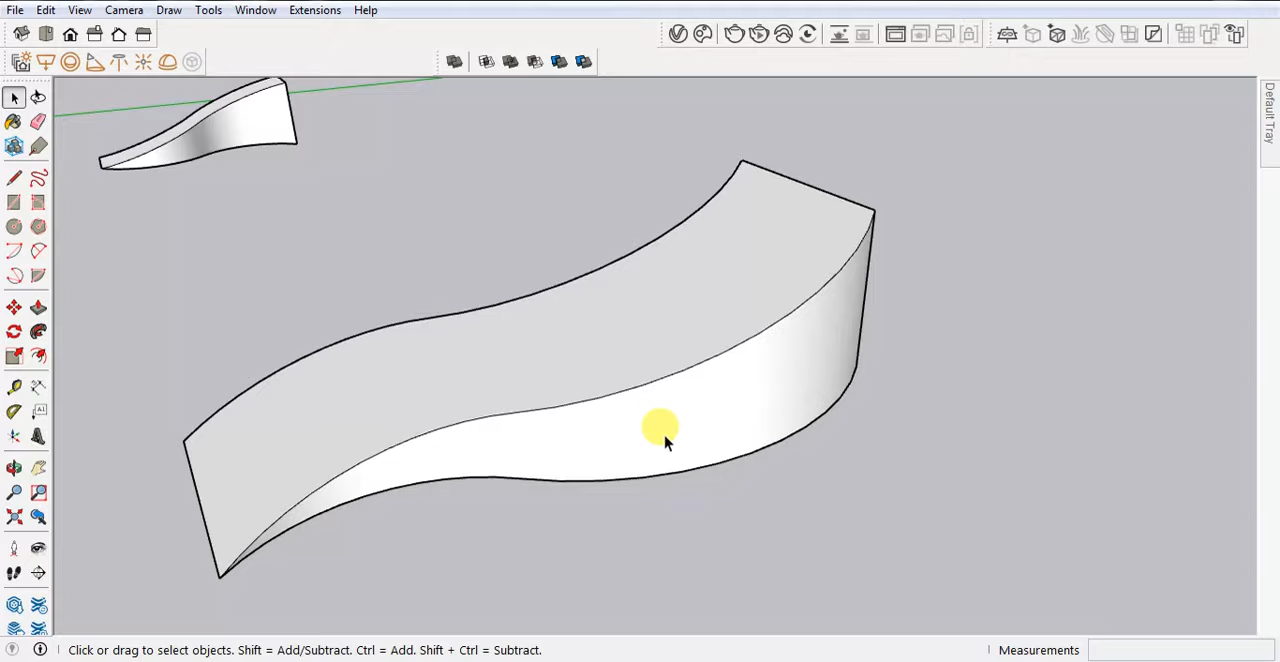 File Edit View Camera Draw Tools Window Extensions Help
Default Tray
A1
Click or drag to select objects. Shift = Add/Subtract. Ctrl = Add. Shift + Ctrl = Subtract.
Measurements